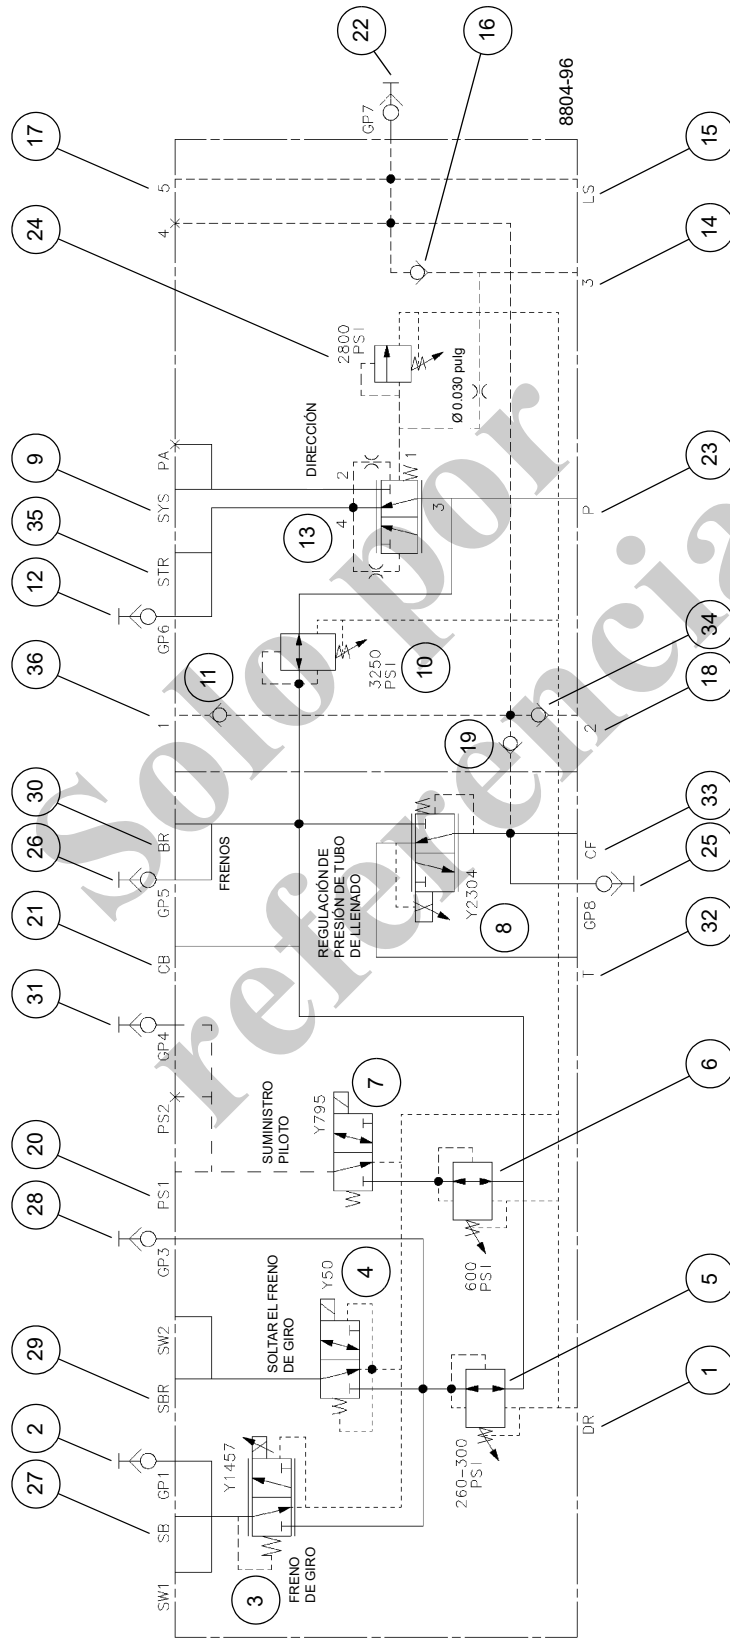 17
24
9
35
12
36
30
26
21
31
20
28
29
2
27
5
4
PA
SYS
STR
GP6
1
BR
GP5
CB
GP4
PS2
PS1
GP3
SW2
SBR
GP1
SB
SW1
22
GP7
16
8804-96
2800
PSI
DIRECCIÓN
2
4
1
3
13
Ø 0.030 pulg
11
3250
PSI
10
19
FRENOS
REGULACIÓN DE
PRESIÓN DE TUBO
DE LLENADO
Y2304
8
SUMINISTRO
PILOTO
Y795
7
SOLTAR EL FRENO
DE GIRO
Y50
4
Y1457
3
FRENO
DE GIRO
600
PSI
260-300
PSI
LS
3
P
2
CF
GP8
T
DR
15
14
23
34
18
33
25
32
6
5
1
Solo por
referencia